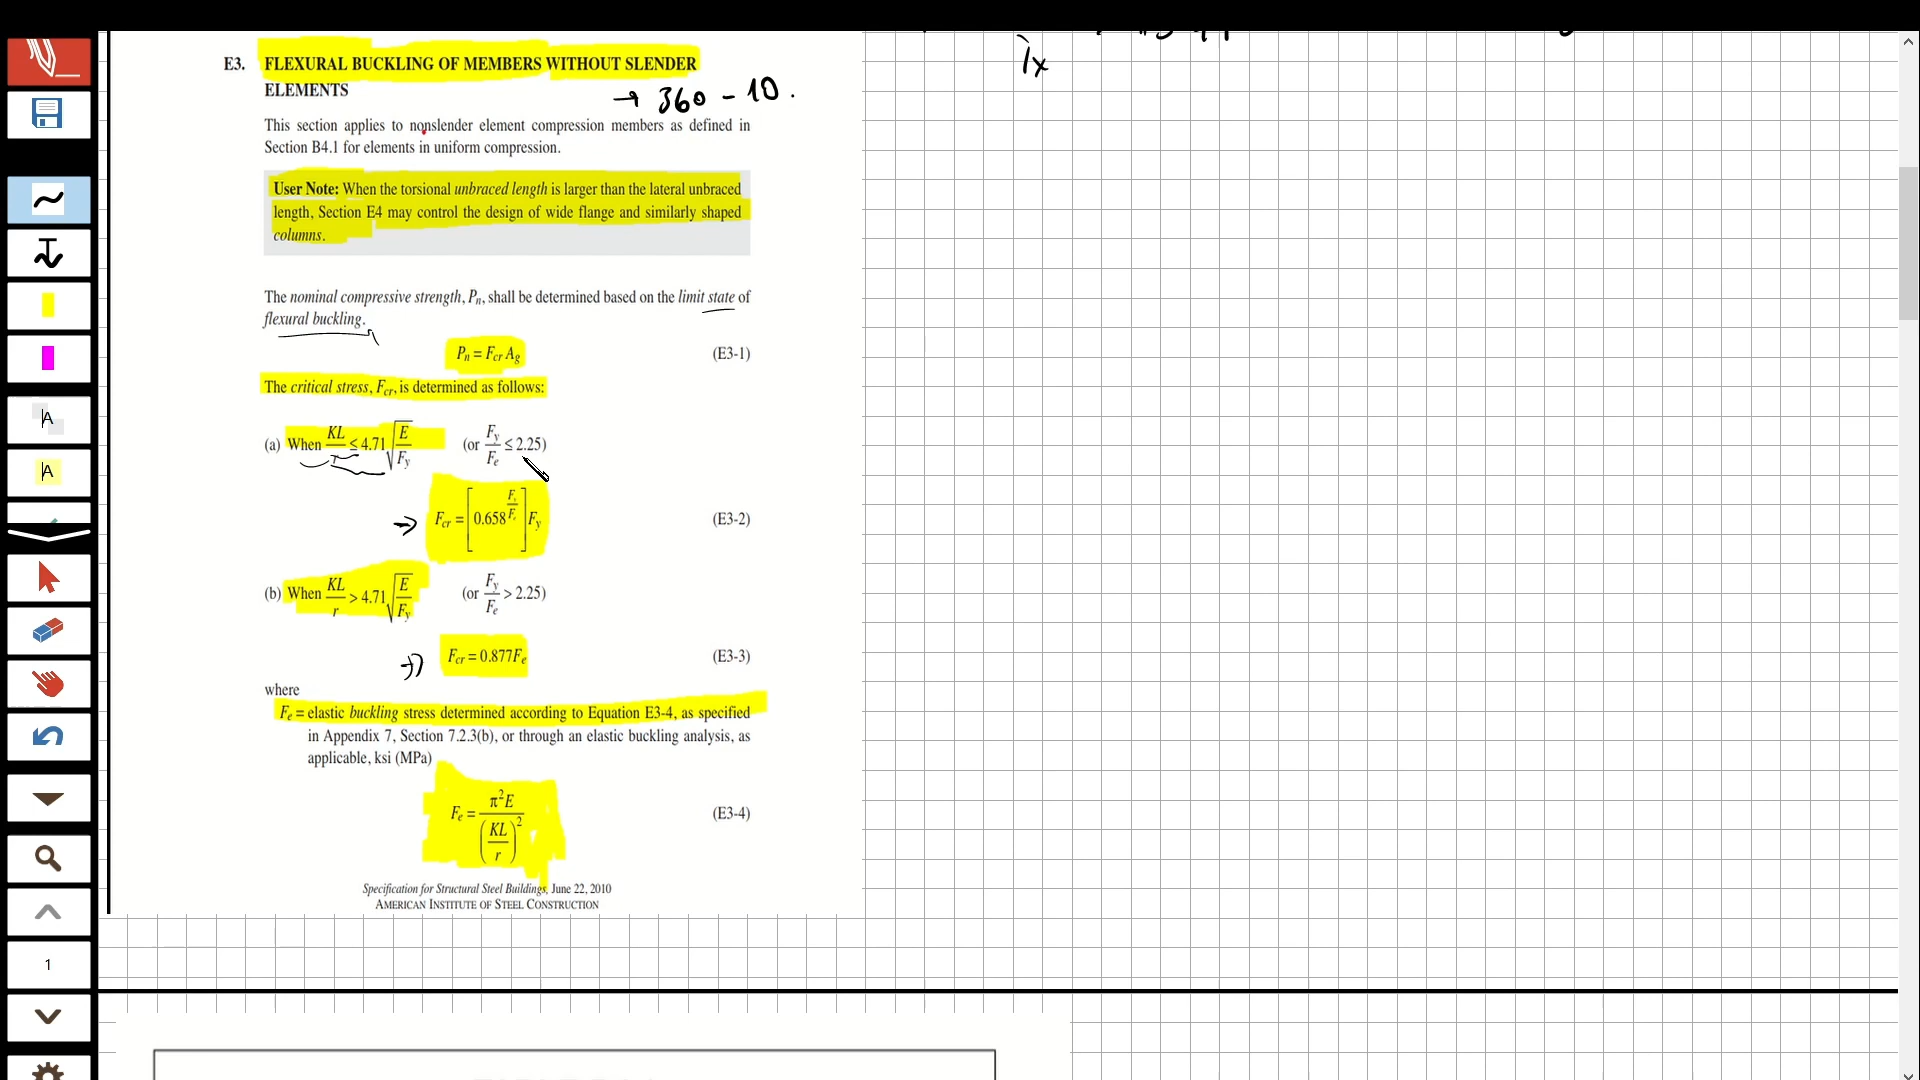 E3. FLEXURAL BUCKLING OF MEMBERS WITHOUT SLENDER
ELEMENTS
→ 360 - 10.
This section applies to nonslender element compression members as defined in
Section B4.1 for elements in uniform compression.
User Note: When the torsional unbraced length is larger than the lateral unbraced
length, Section E4 may control the design of wide flange and similarly shaped
columns.
The nominal compressive strength, Pn, shall be determined based on the limit state of
flexural buckling.
Pn = Fcr Ag (E3-1)
The critical stress, Fcr, is determined as follows:
(a) When KL/r ≤ 4.71√(E/Fy) (or Fy/Fe ≤ 2.25)
⇒ Fcr = [0.658^(Fy/Fe)] Fy (E3-2)
(b) When KL/r > 4.71√(E/Fy) (or Fy/Fe > 2.25)
Fcr = 0.877Fe (E3-3)
where
Fe = elastic buckling stress determined according to Equation E3-4, as specified
in Appendix 7, Section 7.2.3(b), or through an elastic buckling analysis, as
applicable, ksi (MPa)
Fe = π²E/(KL/r)² (E3-4)
Specification for Structural Steel Buildings, June 22, 2010
AMERICAN INSTITUTE OF STEEL CONSTRUCTION
A
A
1